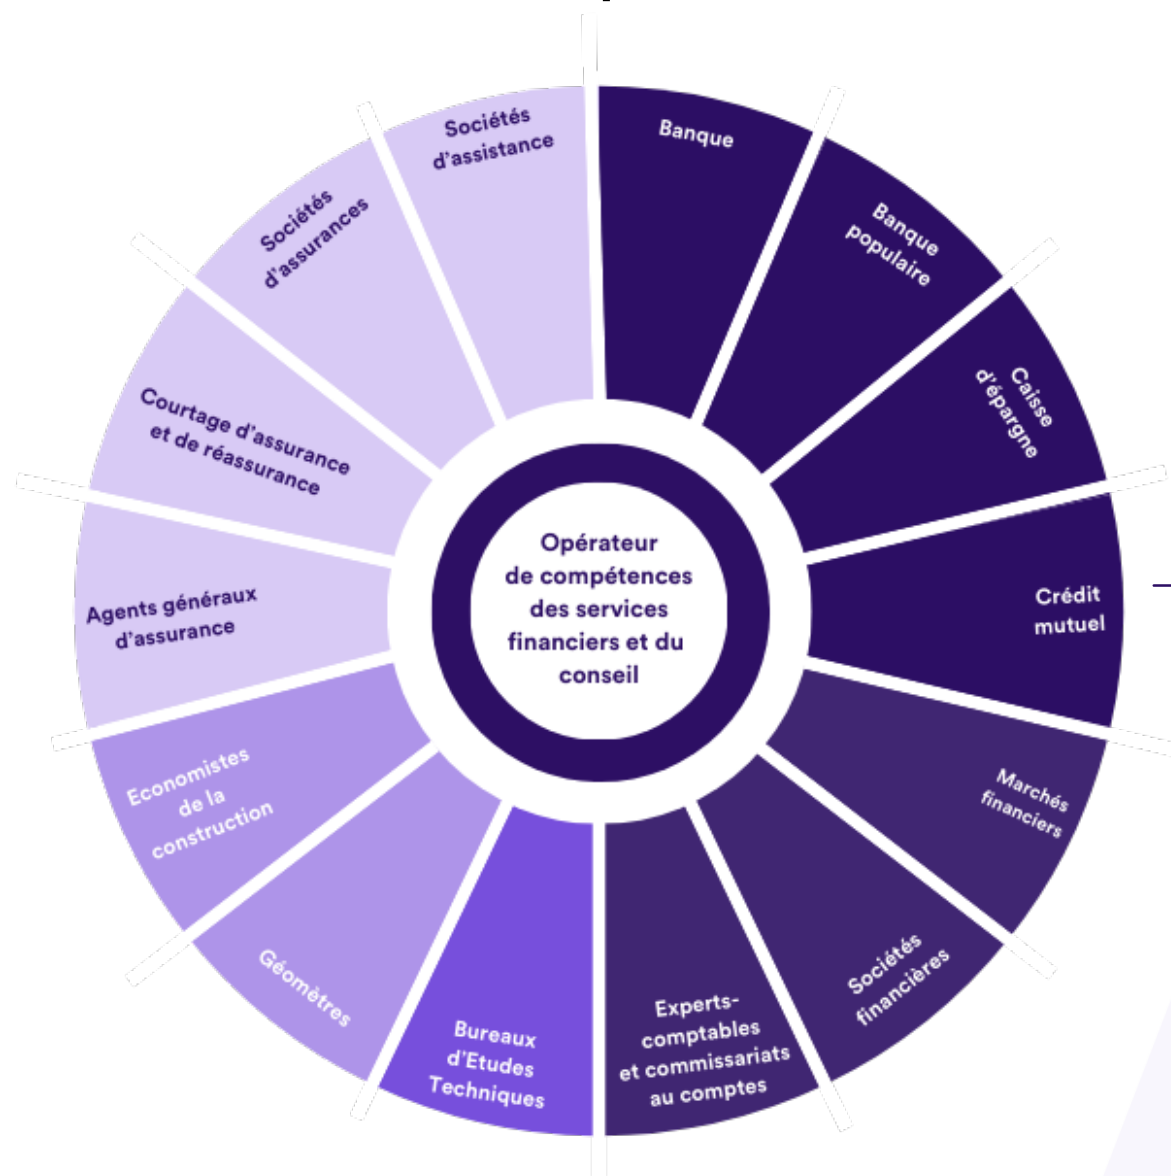 Banque
Banque
populaire
Caisse
d'épargne
Crédit
mutuel
Marchés
financiers
Sociétés
financières
Experts-
comptables
et commissariats
au comptes
Bureaux
d'Etudes
Techniques
Géomètres
Economistes
de la
construction
Agents généraux
d'assurance
Courtage d'assurance
et de réassurance
Sociétés
d'assurances
Sociétés
d'assistance
Opérateur
de compétences
des services
financiers et du
conseil